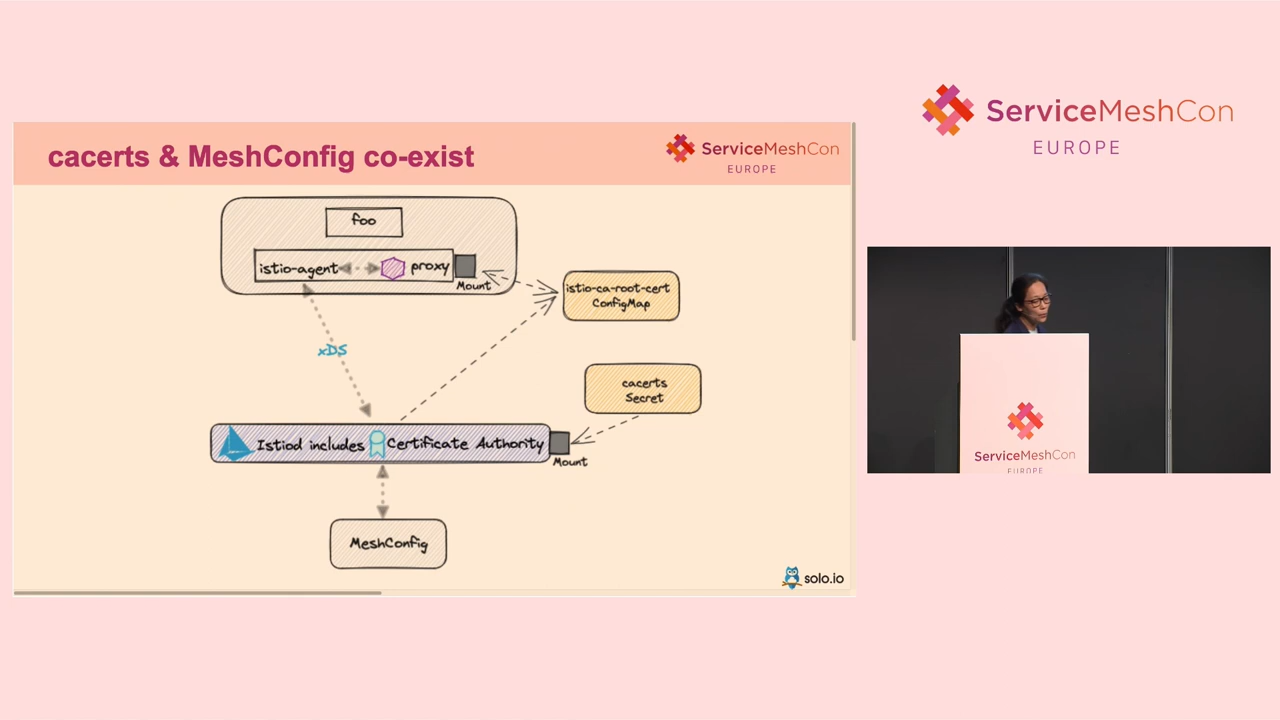 cacerts & MeshConfig co-exist
ServiceMeshCon
EUROPE
foo
istio-agent
proxy
Mount
istio-ca-root-cert
ConfigMap
xDS
cacerts
Secret
Istiod includes
Certificate Authority
Mount
MeshConfig
solo.io
ServiceMeshCon
EUROPE
ServiceMeshCon
EUROPE